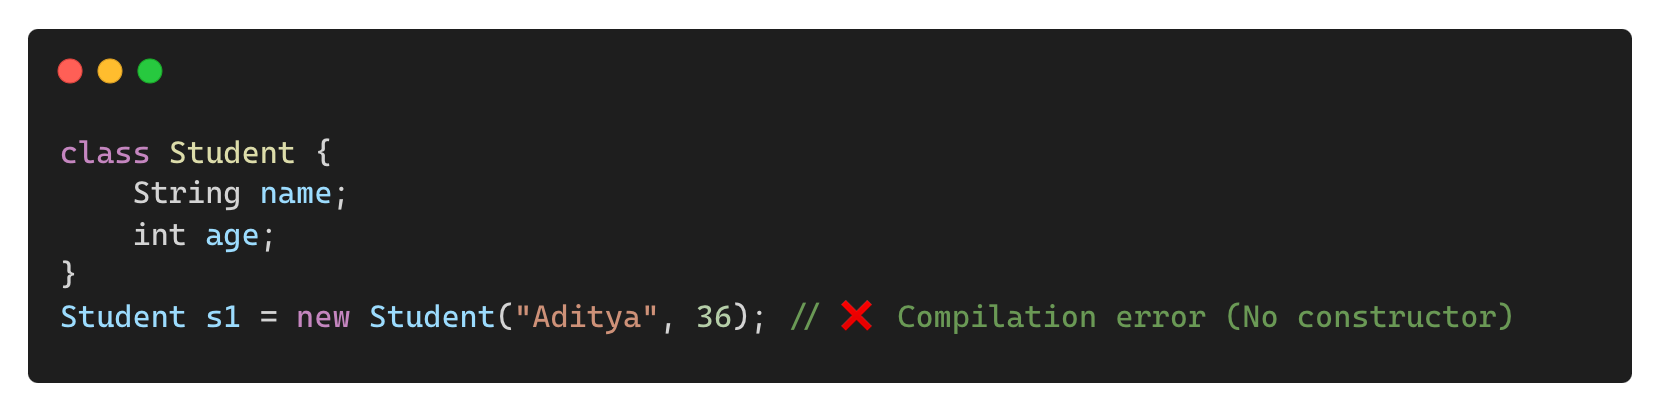 class Student {
    String name;
    int age;
}
Student s1 = new Student("Aditya", 36); // ❌ Compilation error (No constructor)